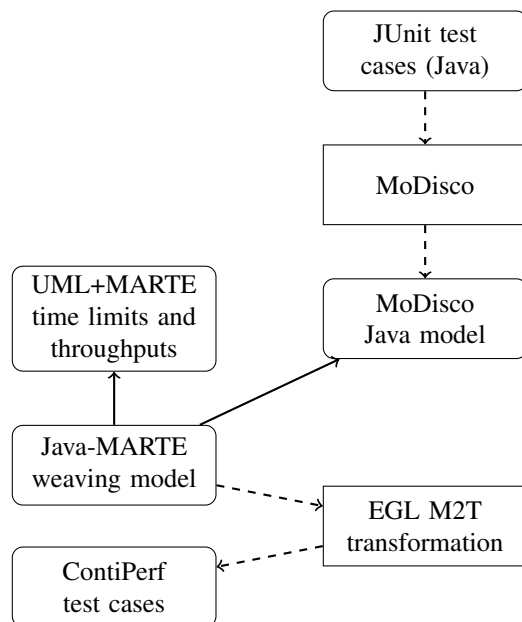 JUnit test
cases (Java)
MoDisco
UML+MARTE
time limits and
throughputs
MoDisco
Java model
Java-MARTE
weaving model
EGL M2T
transformation
ContiPerf
test cases